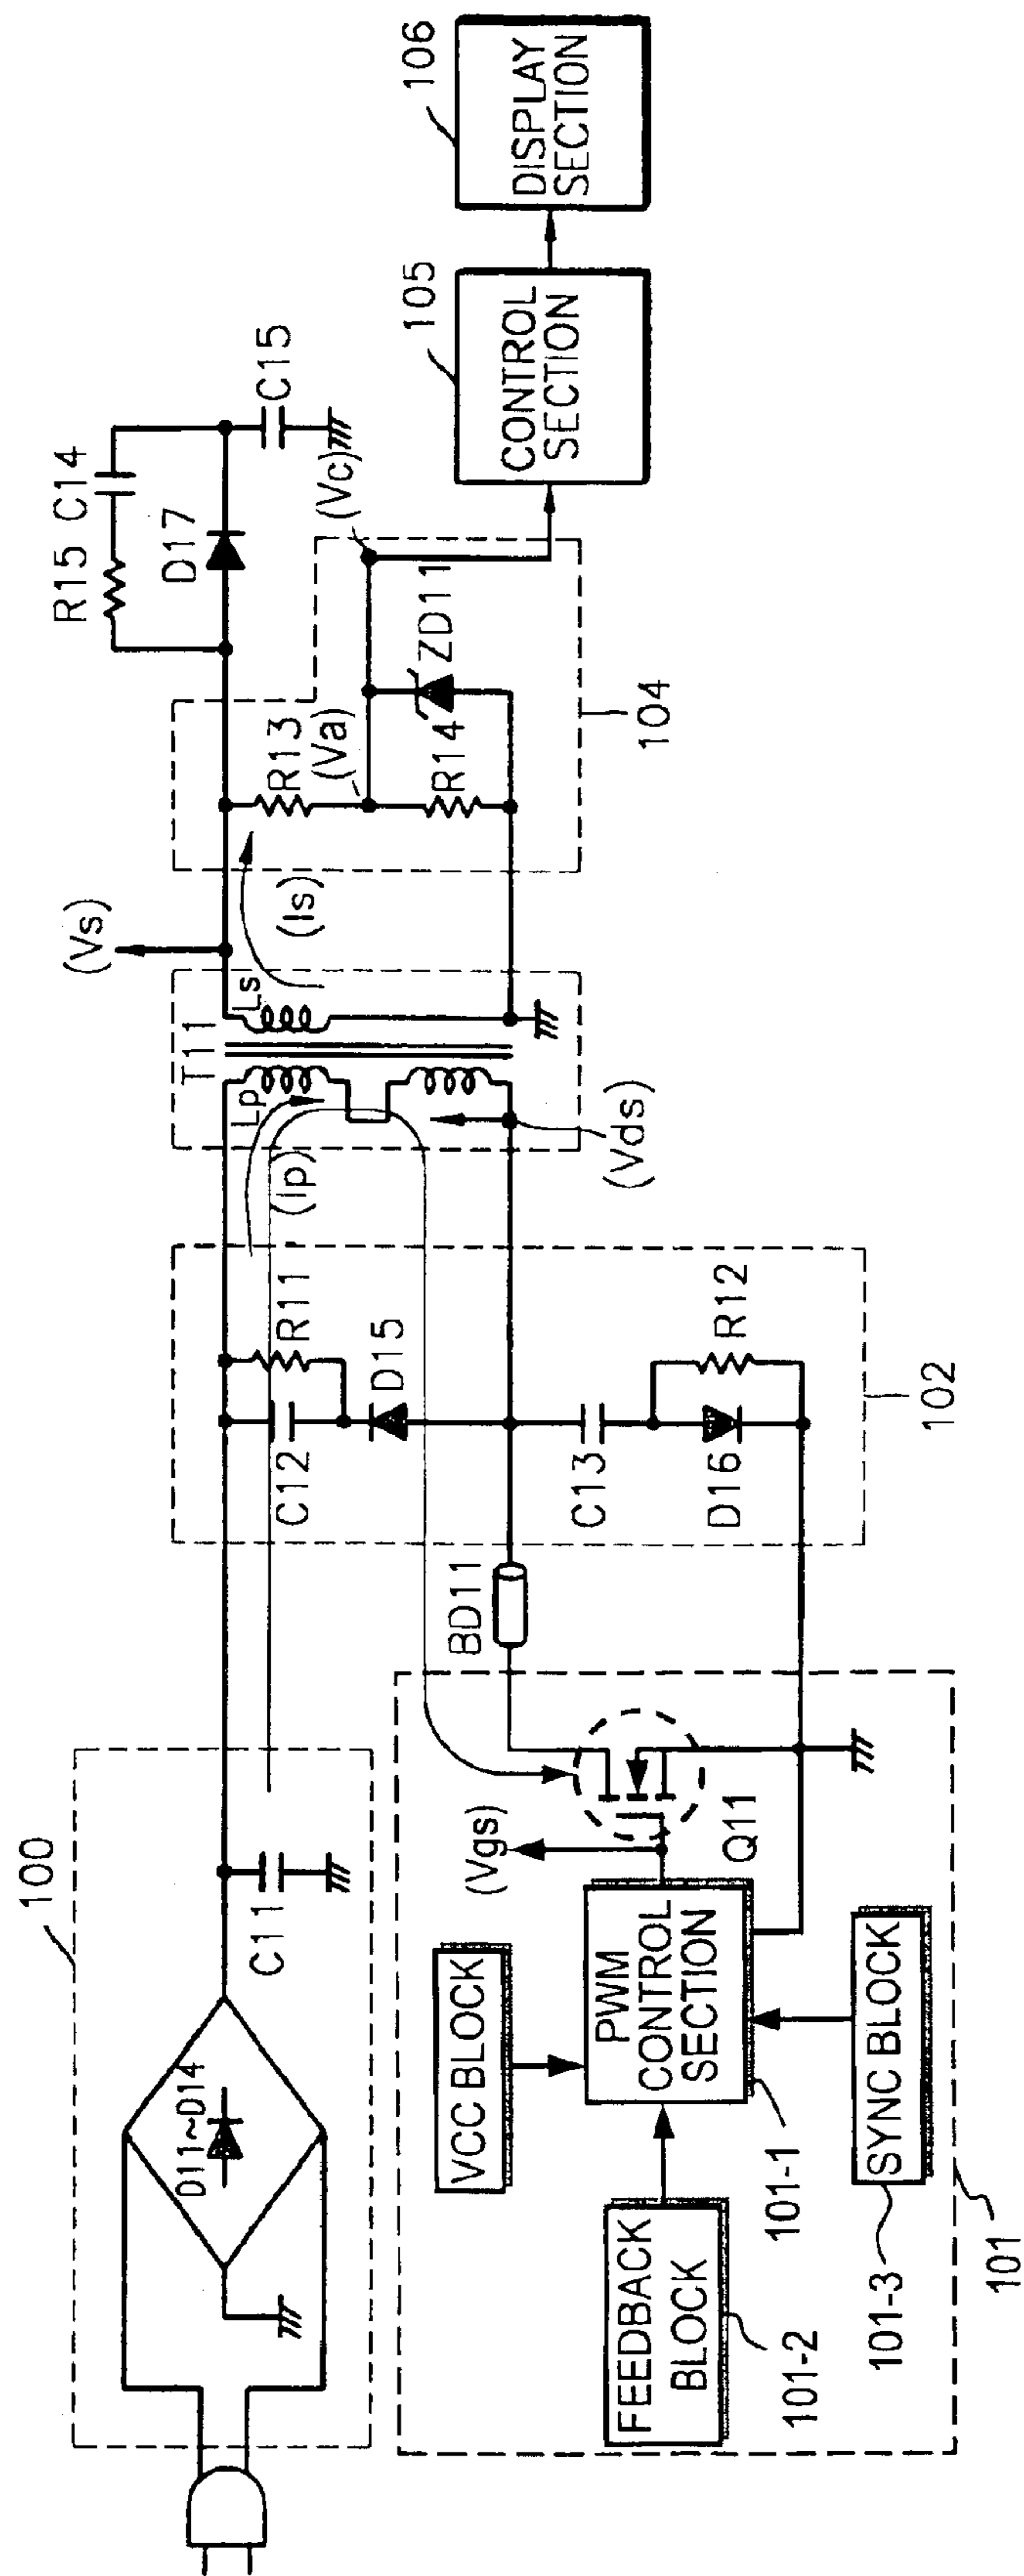 100
D11~D14
C11
VCC BLOCK
FEEDBACK
BLOCK
101-2
PWM
CONTROL
SECTION
101-1
SYNC BLOCK
101-3
101
(Vgs)
Q11
BD11
C12
R11
D15
C13
D16
R12
102
(Ip)
Lp
T11
Ls
(Vds)
(Vs)
(Is)
R13
(Va)
R14
ZD11
104
R15 C14
D17
C15
(Vc)
105
CONTROL
SECTION
106
DISPLAY
SECTION